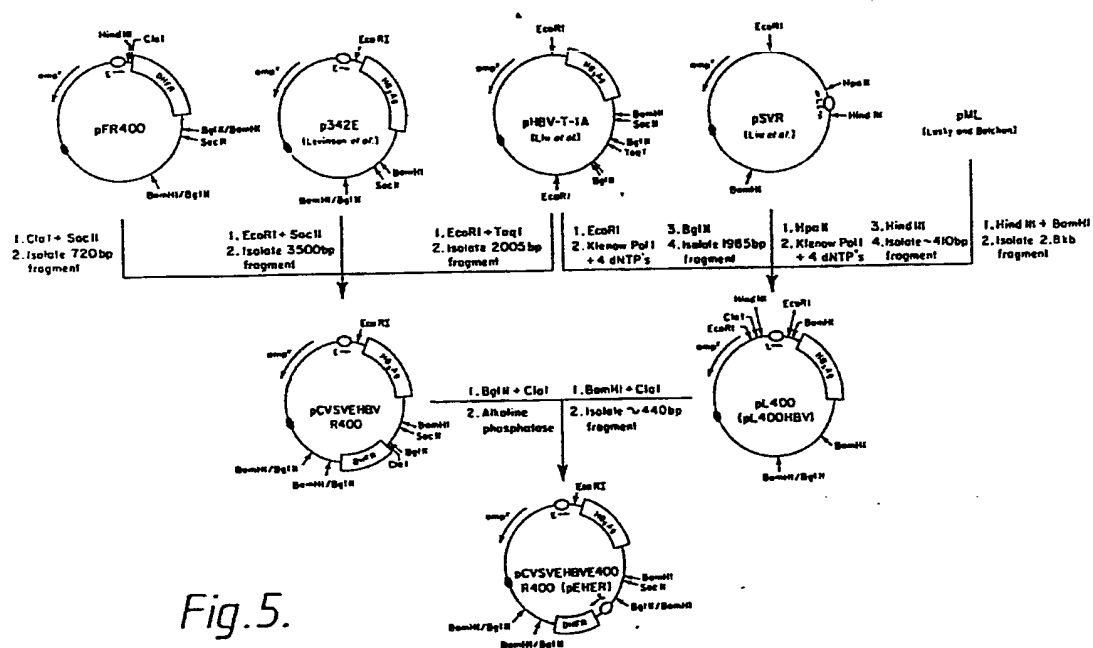 HindIII ClaI
E
amp^r
DHFR
pFR400
BglII/BamHI
SacII
BamHI/BglII
EcoRI
E
amp^r
HBsAg
p342E
[Levinson et al.]
BamHI
SacII
BamHI/BglII
EcoRI
amp^r
HBsAg
pHBV-T-1A
[Liu et al.]
BamHI
SacII
BglII
TaqI
BglII
EcoRI
EcoRI
HpaII
HindIII
pSVR
[Liu et al.]
BamHI
pML
[Lusty and Botchan]
1. ClaI + SacII
2. Isolate 720bp
fragment
1. EcoRI + SacII
2. Isolate 3500bp
fragment
1. EcoRI + TaqI
2. Isolate 2005bp
fragment
1. EcoRI
2. Klenow PolI
+ 4 dNTP's
3. BglII
4. Isolate 1985bp
fragment
1. HpaII
2. Klenow PolI
+ 4 dNTP's
3. HindIII
4. Isolate ~410bp
fragment
1. HindIII + BamHI
2. Isolate 2.8kb
fragment
EcoRI
E
amp^r
HBsAg
pCVSVEHBV
R400
BamHI
SacII
BglII
ClaI
DHFR
BamHI/BglII
BamHI/BglII
1. BglII + ClaI
2. Alkaline
phosphatase
1. BamHI + ClaI
2. Isolate ~440bp
fragment
HindIII
ClaI
EcoRI
EcoRI
BamHI
E
amp^r
HBsAg
pL400
(pL400HBV)
BamHI
BamHI/BglII
EcoRI
E
amp^r
HBsAg
pCVSVEHBVE400
R400 (pEHER)
BamHI
SacII
BglII/BamHI
E
DHFR
BamHI/BglII
BamHI/BglII
Fig.5.